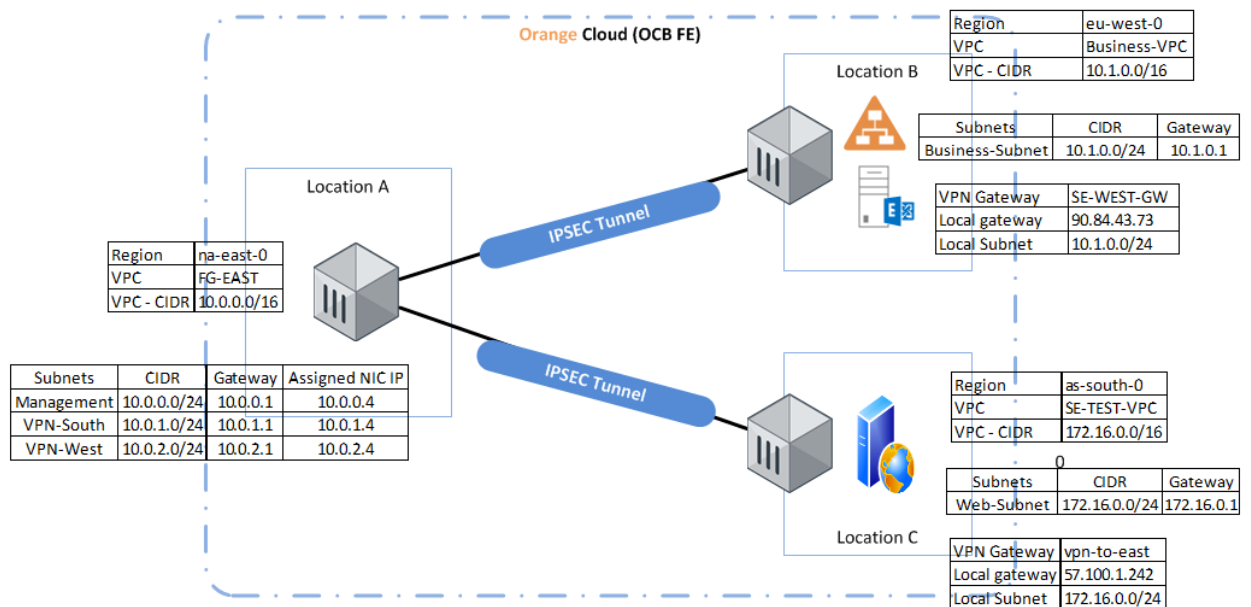 Orange Cloud (OCB FE)
Region eu-west-0
VPC Business-VPC
VPC - CIDR 10.1.0.0/16
Location B
Subnets CIDR Gateway
Business-Subnet 10.1.0.0/24 10.1.0.1
VPN Gateway SE-WEST-GW
Local gateway 90.84.43.73
Local Subnet 10.1.0.0/24
IPSEC Tunnel
Location A
Region na-east-0
VPC FG-EAST
VPC - CIDR 10.0.0.0/16
Subnets CIDR Gateway Assigned NIC IP
Management 10.0.0.0/24 10.0.0.1 10.0.0.4
VPN-South 10.0.1.0/24 10.0.1.1 10.0.1.4
VPN-West 10.0.2.0/24 10.0.2.1 10.0.2.4
IPSEC Tunnel
Region as-south-0
VPC SE-TEST-VPC
VPC - CIDR 172.16.0.0/16
0
Subnets CIDR Gateway
Web-Subnet 172.16.0.0/24 172.16.0.1
Location C
VPN Gateway vpn-to-east
Local gateway 57.100.1.242
Local Subnet 172.16.0.0/24